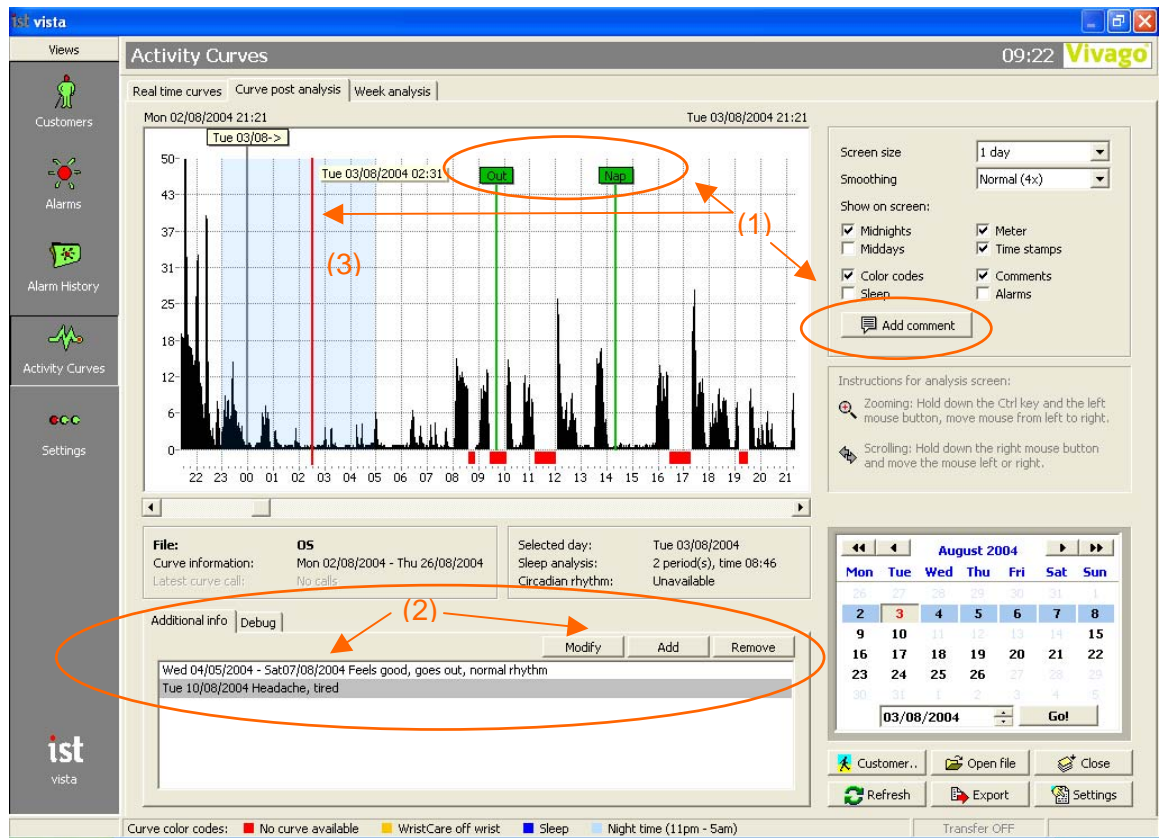 ist vista
Views
Activity Curves
09:22 Vivago
Customers
Alarms
Alarm History
Activity Curves
Settings
ist
vista
Real time curves
Curve post analysis
Week analysis
Mon 02/08/2004 21:21
Tue 03/08/2004 21:21
Tue 03/08->
Tue 03/08/2004 02:31
Out
Nap
(1)
(3)
50
43
37
31
25
18
12
6
0
22 23 00 01 02 03 04 05 06 07 08 09 10 11 12 13 14 15 16 17 18 19 20 21
Screen size
1 day
Smoothing
Normal (4x)
Show on screen:
Midnights
Meter
Middays
Time stamps
Color codes
Comments
Sleep
Alarms
Add comment
Instructions for analysis screen:
Zooming: Hold down the Ctrl key and the left
mouse button, move mouse from left to right.
Scrolling: Hold down the right mouse button
and move the mouse left or right.
File: OS
Curve information: Mon 02/08/2004 - Thu 26/08/2004
Latest curve call: No calls
Selected day: Tue 03/08/2004
Sleep analysis: 2 period(s), time 08:46
Circadian rhythm: Unavailable
(2)
Additional info
Debug
Modify
Add
Remove
Wed 04/05/2004 - Sat07/08/2004 Feels good, goes out, normal rhythm
Tue 10/08/2004 Headache, tired
August 2004
Mon Tue Wed Thu Fri Sat Sun
26 27 28 29 30 31 1
2 3 4 5 6 7 8
9 10 11 12 13 14 15
16 17 18 19 20 21 22
23 24 25 26 27 28 29
30 31 1 2 3 4 5
03/08/2004
Go!
Customer..
Open file
Close
Refresh
Export
Settings
Curve color codes: No curve available WristCare off wrist Sleep Night time (11pm - 5am)
Transfer OFF